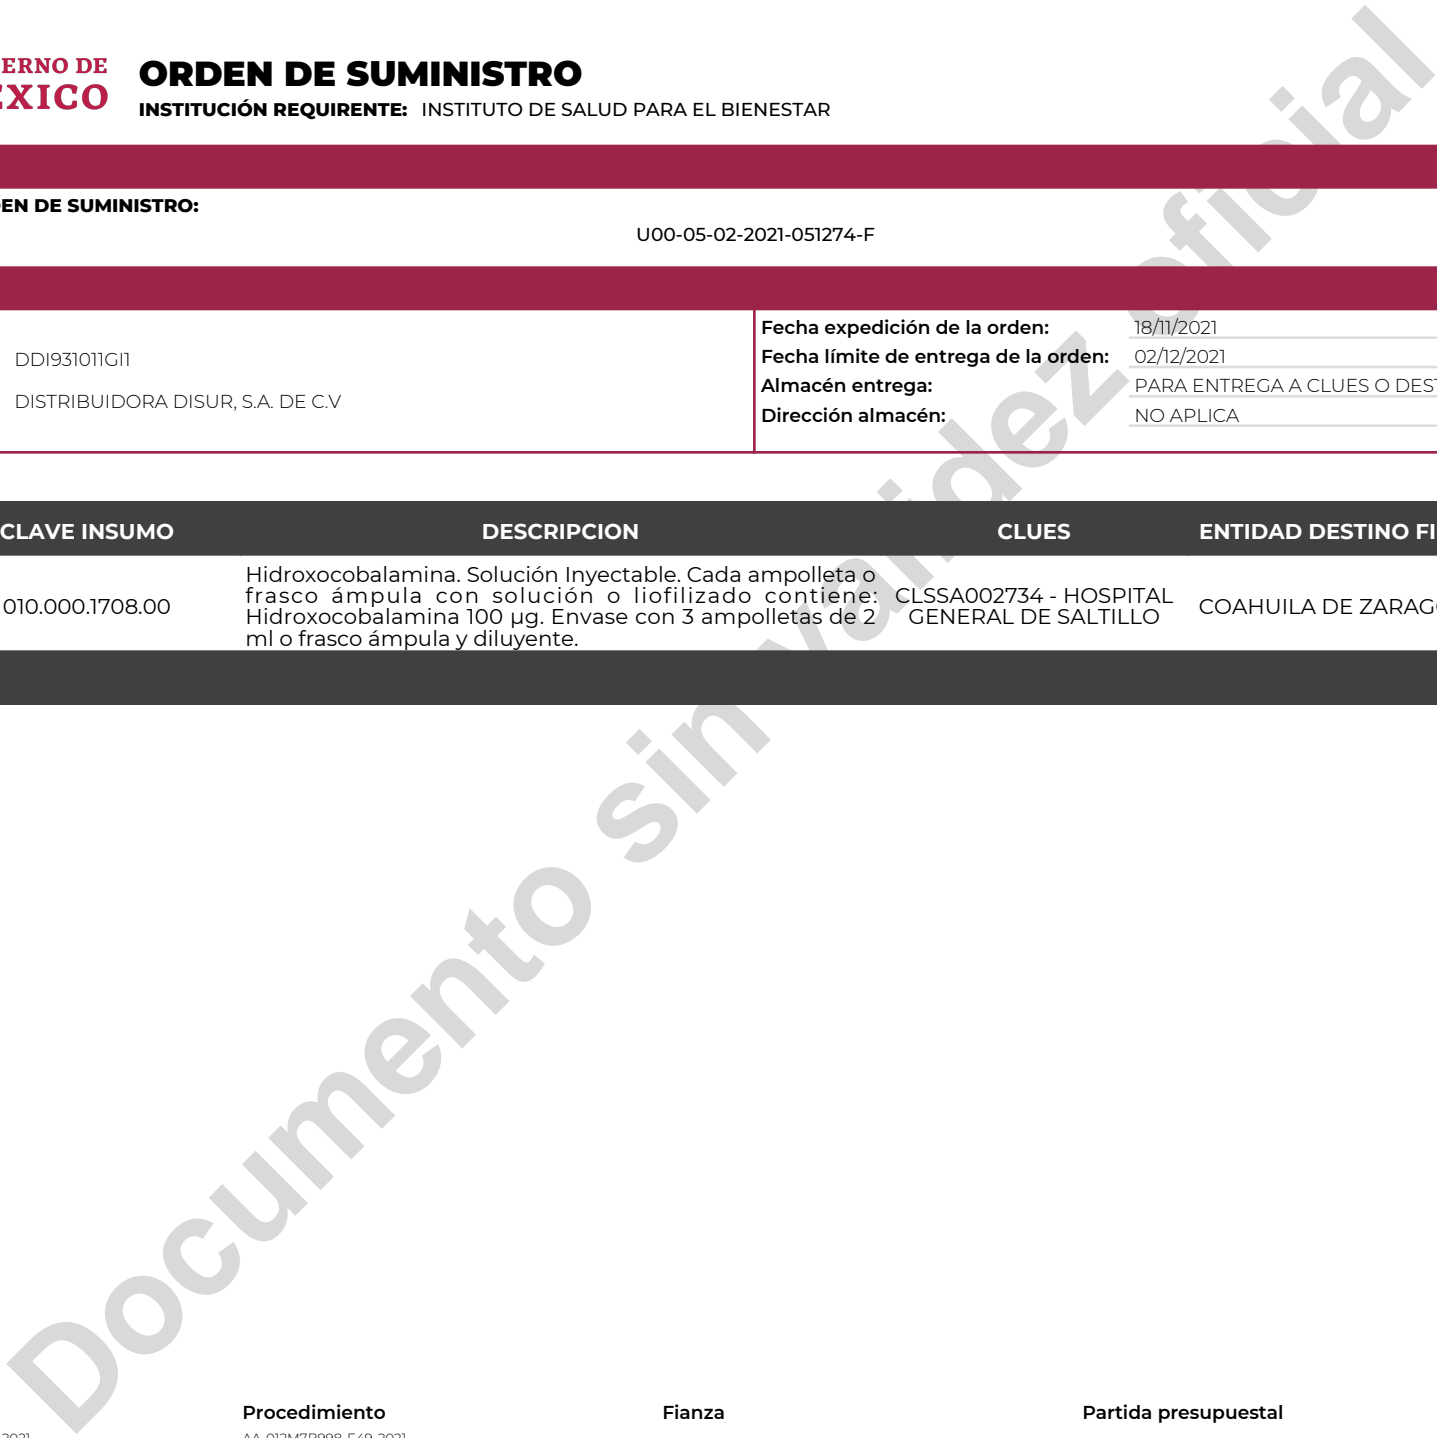 ERNO DE
ÉXICO
ORDEN DE SUMINISTRO
INSTITUCIÓN REQUIRENTE: INSTITUTO DE SALUD PARA EL BIENESTAR
EN DE SUMINISTRO:
U00-05-02-2021-051274-F
DDI931011GI1
DISTRIBUIDORA DISUR, S.A. DE C.V
Fecha expedición de la orden: 18/11/2021
Fecha límite de entrega de la orden: 02/12/2021
Almacén entrega: PARA ENTREGA A CLUES O DEST
Dirección almacén: NO APLICA
CLAVE INSUMO DESCRIPCION CLUES ENTIDAD DESTINO FI
010.000.1708.00
Hidroxocobalamina. Solución Inyectable. Cada ampolleta o
frasco ámpula con solución o liofilizado contiene:
Hidroxocobalamina 100 µg. Envase con 3 ampolletas de 2
ml o frasco ámpula y diluyente.
CLSSA002734 - HOSPITAL
GENERAL DE SALTILLO
COAHUILA DE ZARAG
Documento sin validez oficial
Procedimiento Fianza Partida presupuestal